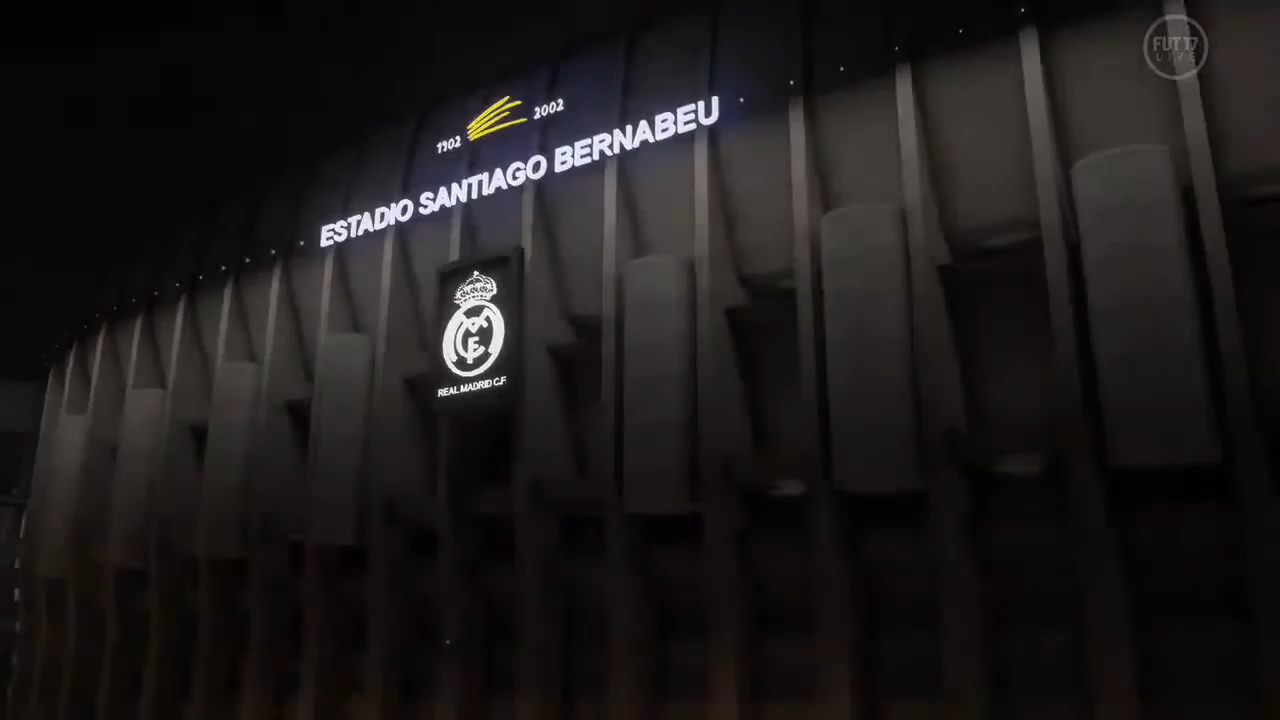 FUT 17
LIVE
1902 2002
ESTADIO SANTIAGO BERNABEU
REAL MADRID C.F.